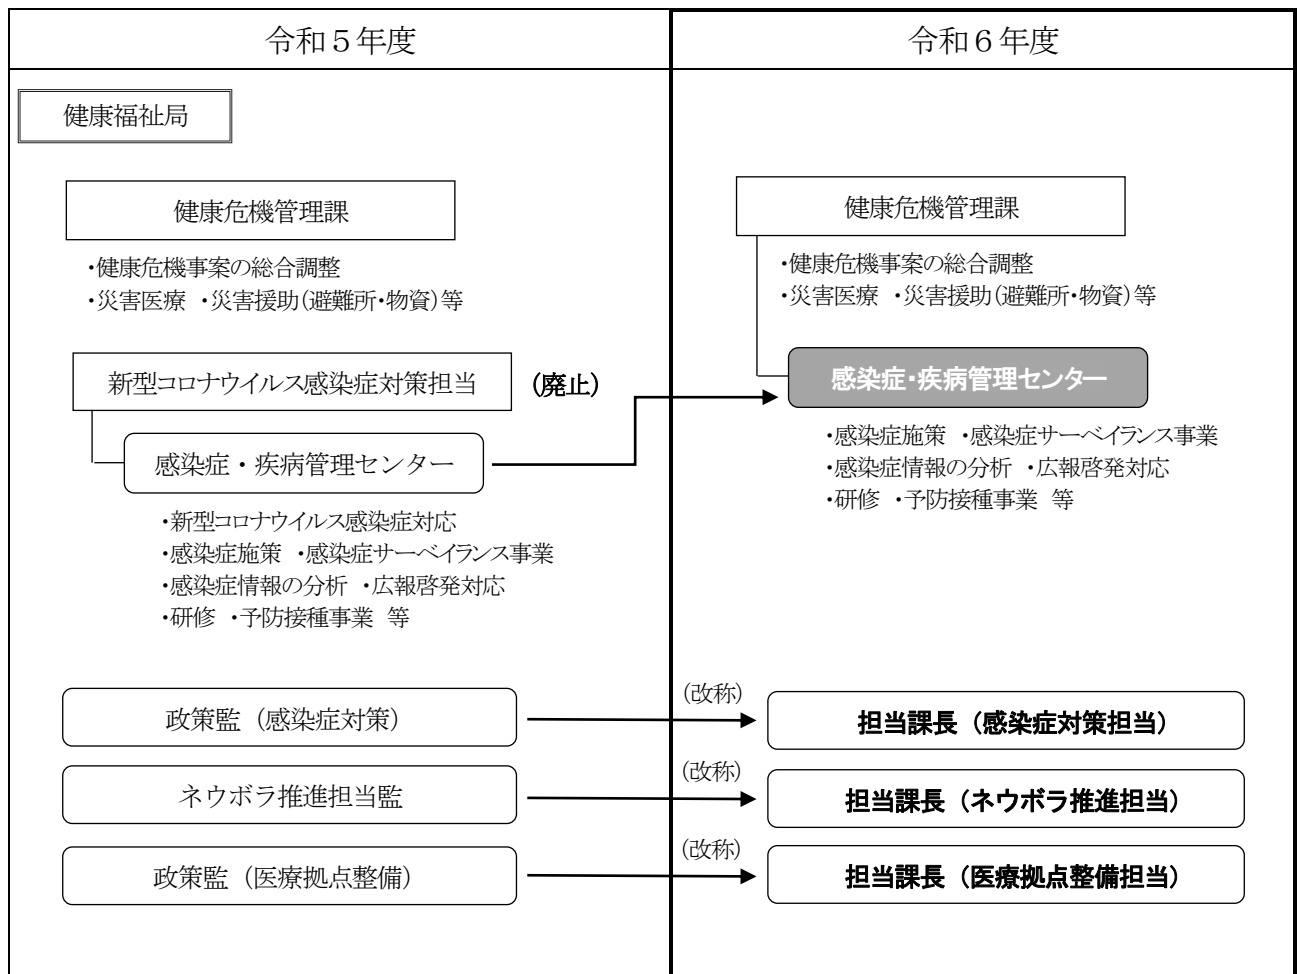 令和５年度
令和６年度
健康福祉局
健康危機管理課
・健康危機事案の総合調整
・災害医療 ・災害援助（避難所・物資）等
新型コロナウイルス感染症対策担当
（廃止）
感染症・疾病管理センター
・新型コロナウイルス感染症対応
・感染症施策 ・感染症サーベイランス事業
・感染症情報の分析 ・広報啓発対応
・研修 ・予防接種事業 等
健康危機管理課
・健康危機事案の総合調整
・災害医療 ・災害援助（避難所・物資）等
感染症・疾病管理センター
・感染症施策 ・感染症サーベイランス事業
・感染症情報の分析 ・広報啓発対応
・研修 ・予防接種事業 等
政策監（感染症対策）
（改称）
担当課長（感染症対策担当）
ネウボラ推進担当監
（改称）
担当課長（ネウボラ推進担当）
政策監（医療拠点整備）
（改称）
担当課長（医療拠点整備担当）